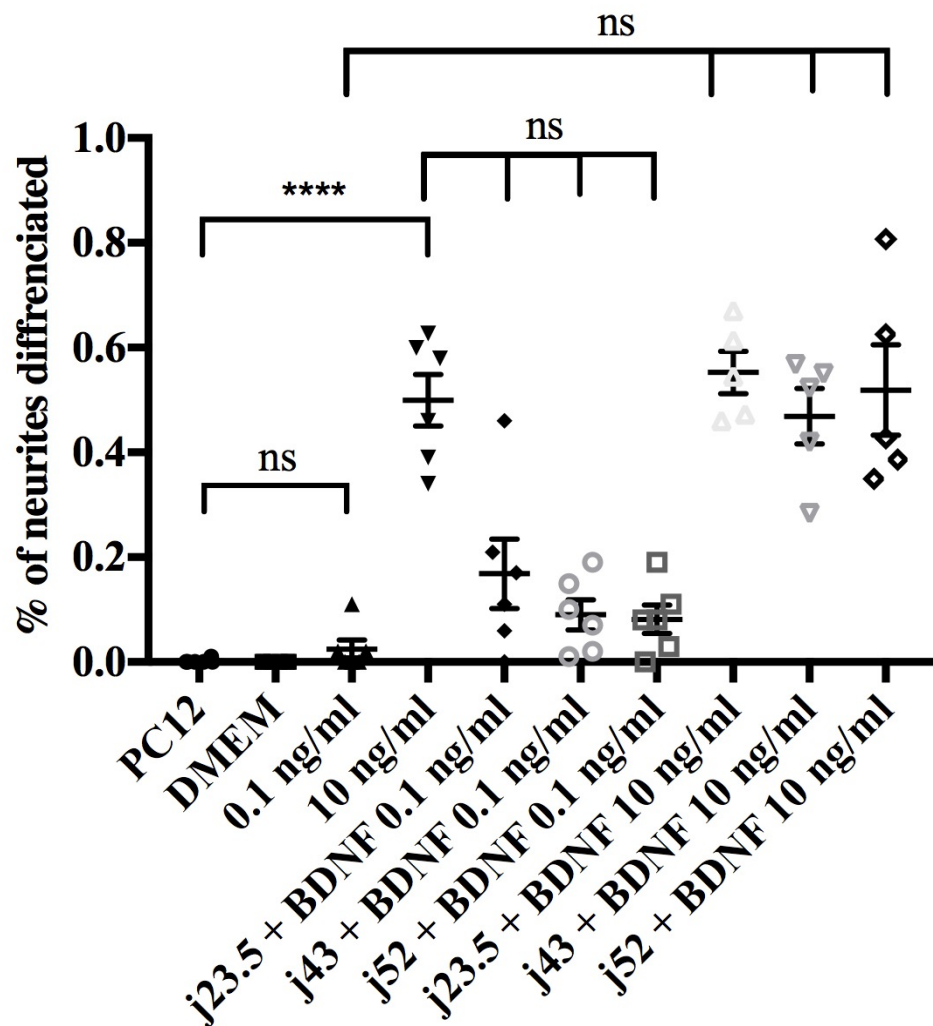 ns
1.0
ns
****
0.8
0.6
ns
0.4
0.2
0.0
% of neurites diffrenciated
PC12
DMEM
0.1 ng/ml
10 ng/ml
j23.5 + BDNF 0.1 ng/ml
j43 + BDNF 0.1 ng/ml
j52 + BDNF 0.1 ng/ml
j23.5 + BDNF 10 ng/ml
j43 + BDNF 10 ng/ml
j52 + BDNF 10 ng/ml